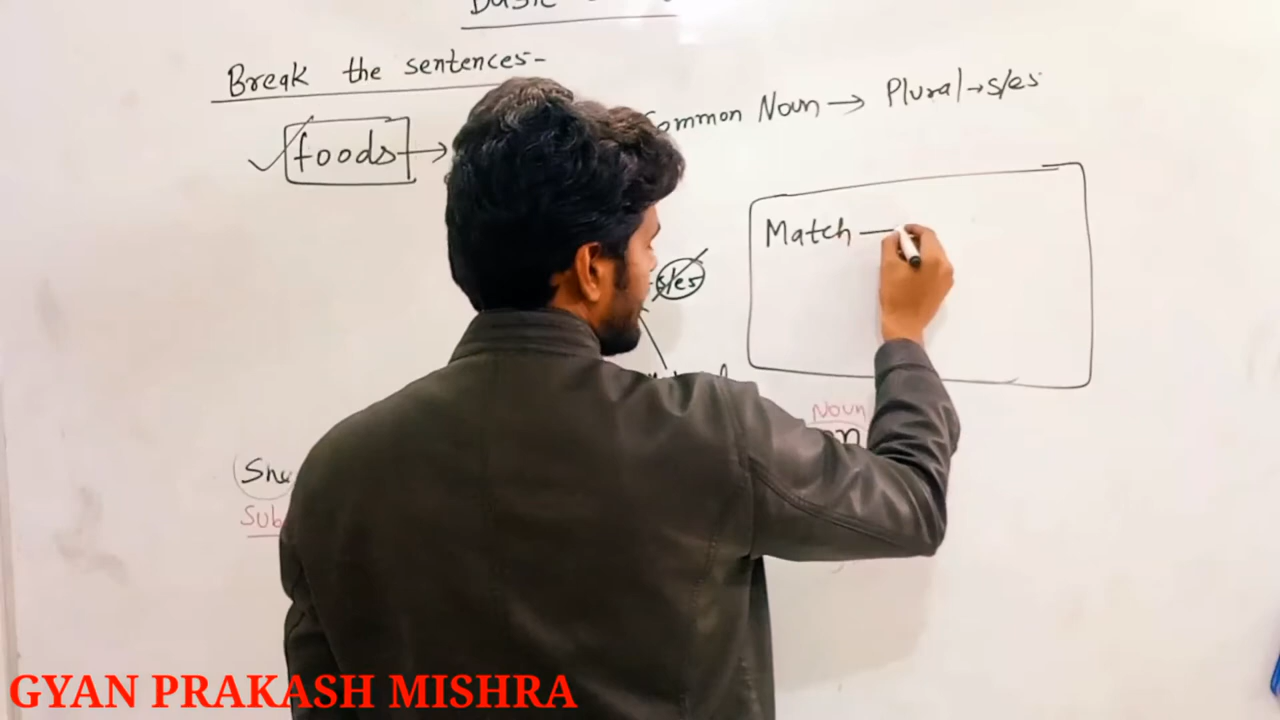 Break the sentences-
foods → Common Noun → Plural → s/es
Match —
s/es
Noun
GYAN PRAKASH MISHRA